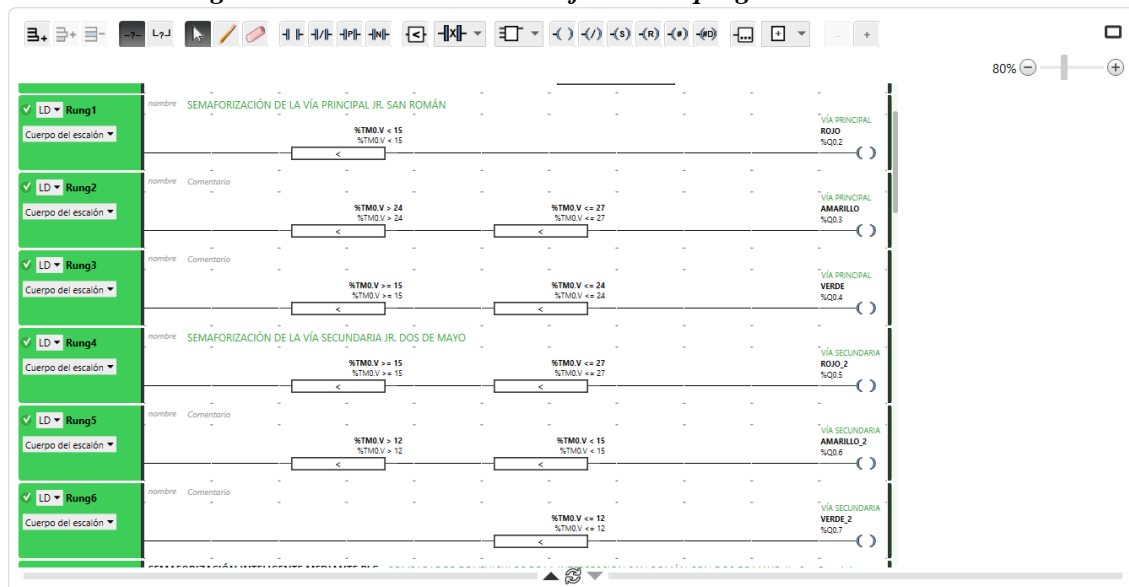 80%
LD Rung1
Cuerpo del escalón
nombre SEMAFORIZACIÓN DE LA VÍA PRINCIPAL JR. SAN ROMÁN
%TM0.V < 15
%TM0.V < 15
<
VÍA PRINCIPAL
ROJO
%Q0.2
LD Rung2
Cuerpo del escalón
nombre Comentario
%TM0.V > 24
%TM0.V > 24
<
%TM0.V <= 27
%TM0.V <= 27
<
VÍA PRINCIPAL
AMARILLO
%Q0.3
LD Rung3
Cuerpo del escalón
nombre Comentario
%TM0.V >= 15
%TM0.V >= 15
<
%TM0.V <= 24
%TM0.V <= 24
<
VÍA PRINCIPAL
VERDE
%Q0.4
LD Rung4
Cuerpo del escalón
nombre SEMAFORIZACIÓN DE LA VÍA SECUNDARIA JR. DOS DE MAYO
%TM0.V >= 15
%TM0.V >= 15
<
%TM0.V <= 27
%TM0.V <= 27
<
VÍA SECUNDARIA
ROJO_2
%Q0.5
LD Rung5
Cuerpo del escalón
nombre Comentario
%TM0.V > 12
%TM0.V > 12
<
%TM0.V < 15
%TM0.V < 15
<
VÍA SECUNDARIA
AMARILLO_2
%Q0.6
LD Rung6
Cuerpo del escalón
nombre Comentario
%TM0.V <= 12
%TM0.V <= 12
<
VÍA SECUNDARIA
VERDE_2
%Q0.7